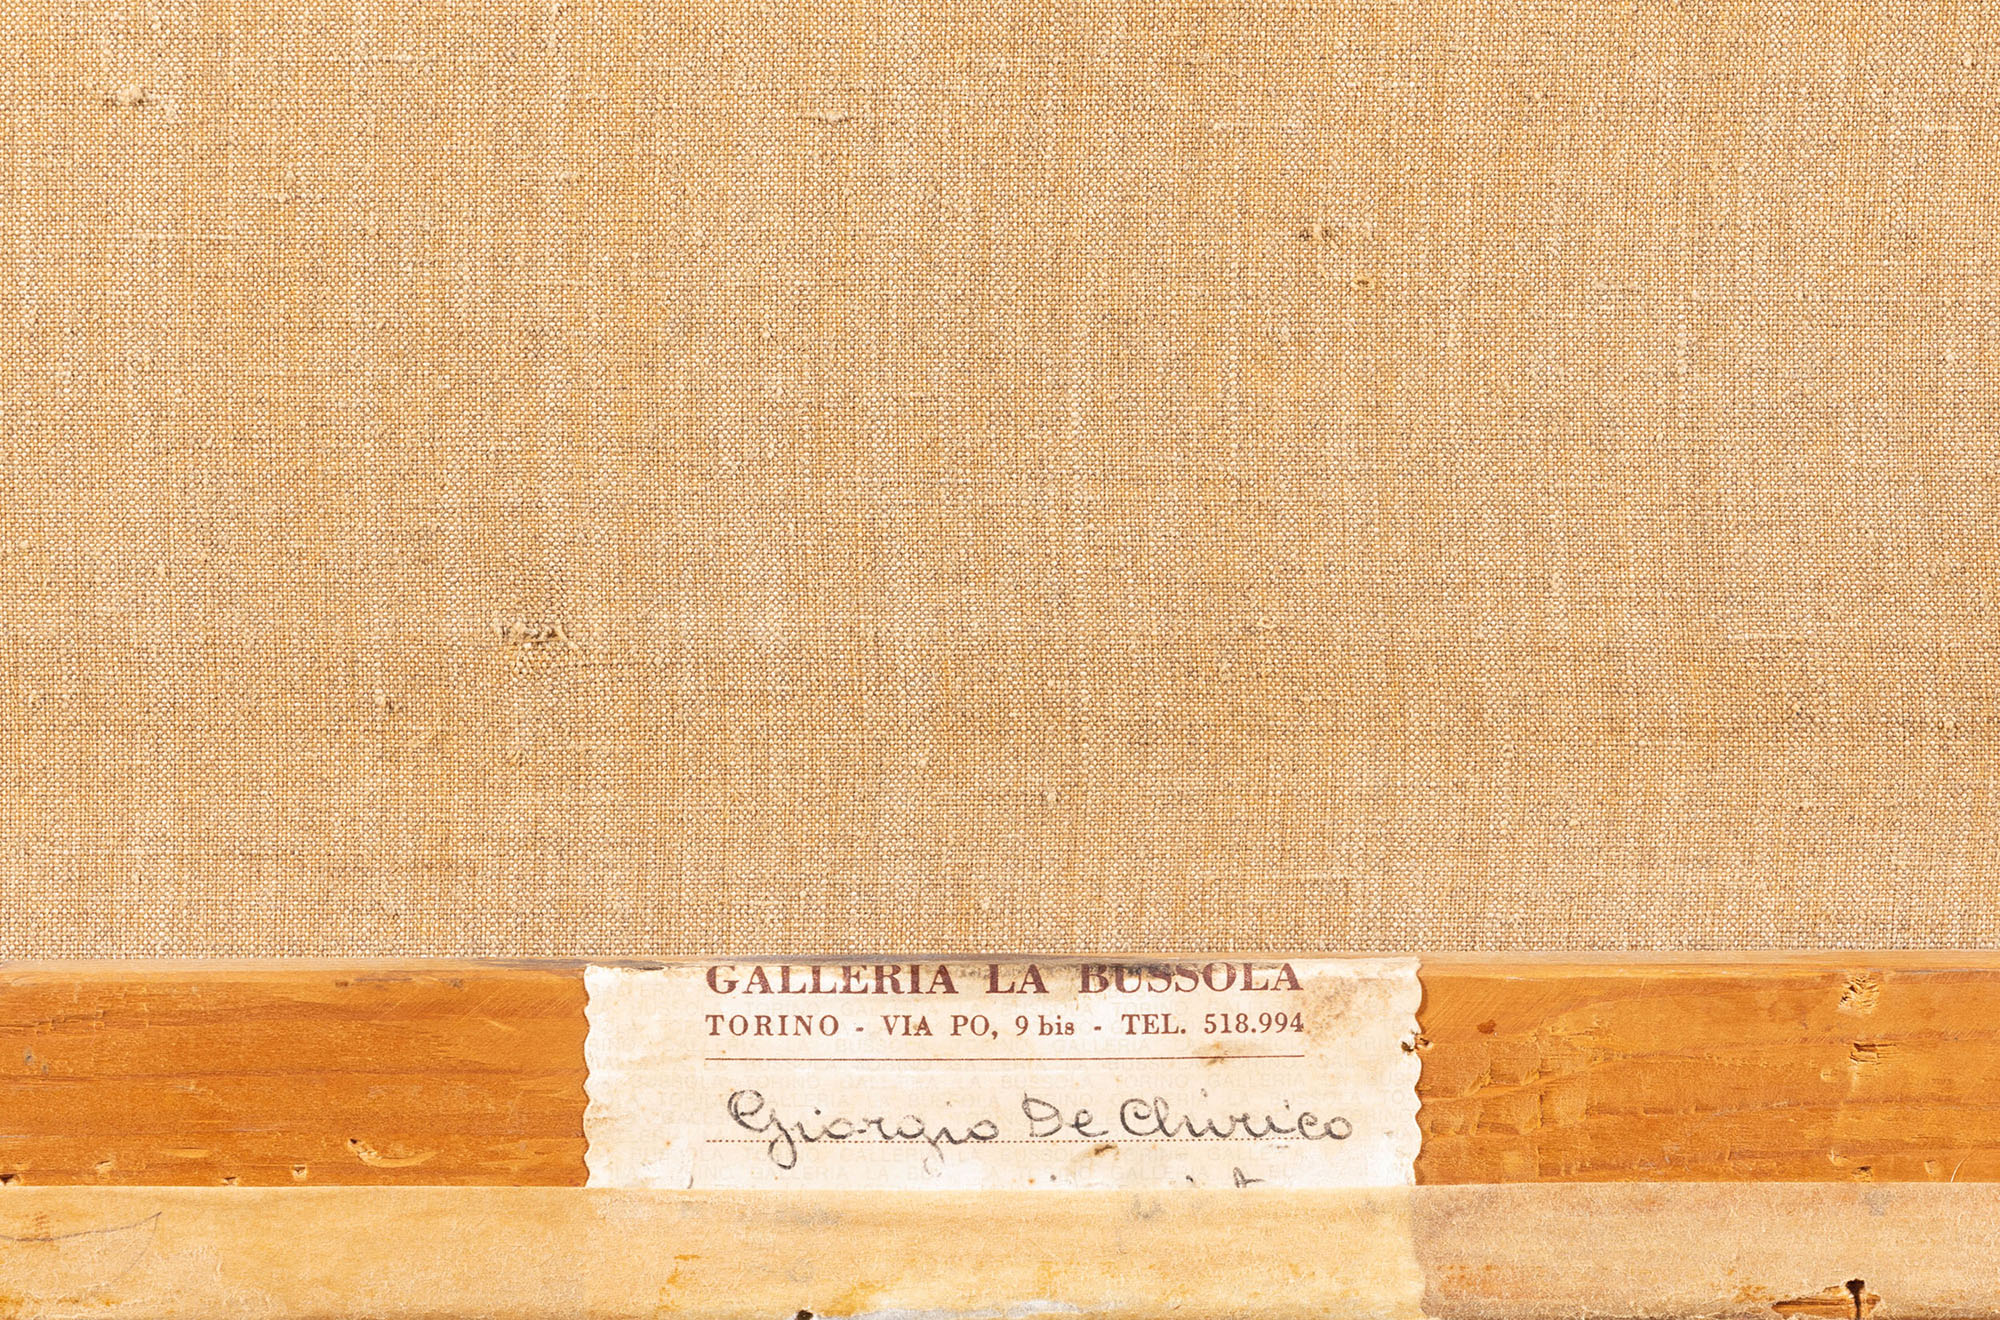 GALLERIA LA BUSSOLA
TORINO - VIA PO, 9 bis - TEL. 518.994
Giorgio De Chirico